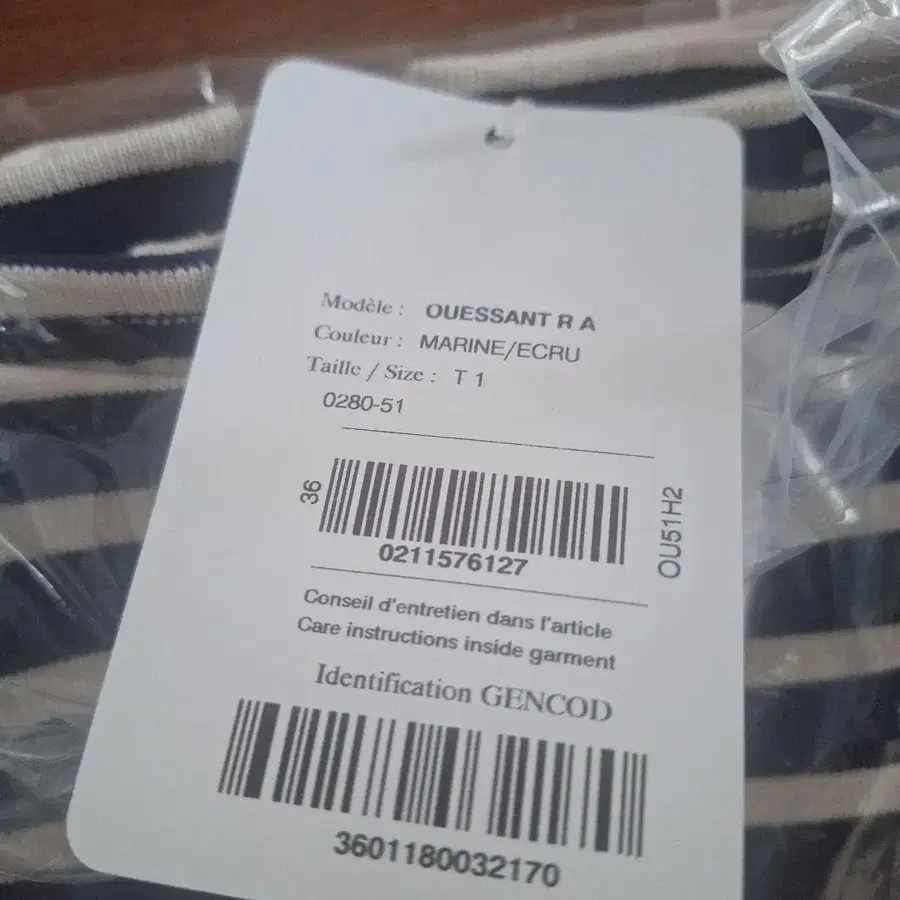 Modèle : OUESSANT R A
Couleur : MARINE/ECRU
Taille / Size : T 1
0280-51
36
0211576127
OU51H2
Conseil d'entretien dans l'article
Care instructions inside garment
Identification GENCOD
3601180032170